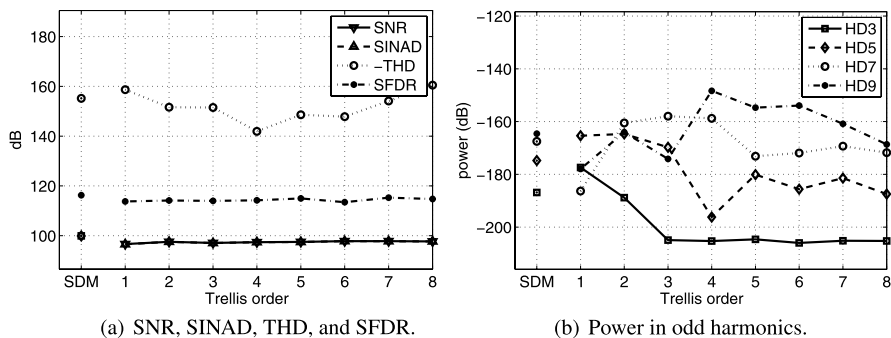 180
160
140
120
100
dB
SDM 1 2 3 4 5 6 7 8
Trellis order
SNR
SINAD
-THD
SFDR
(a) SNR, SINAD, THD, and SFDR.
-120
-140
-160
-180
-200
power (dB)
SDM 1 2 3 4 5 6 7 8
Trellis order
HD3
HD5
HD7
HD9
(b) Power in odd harmonics.